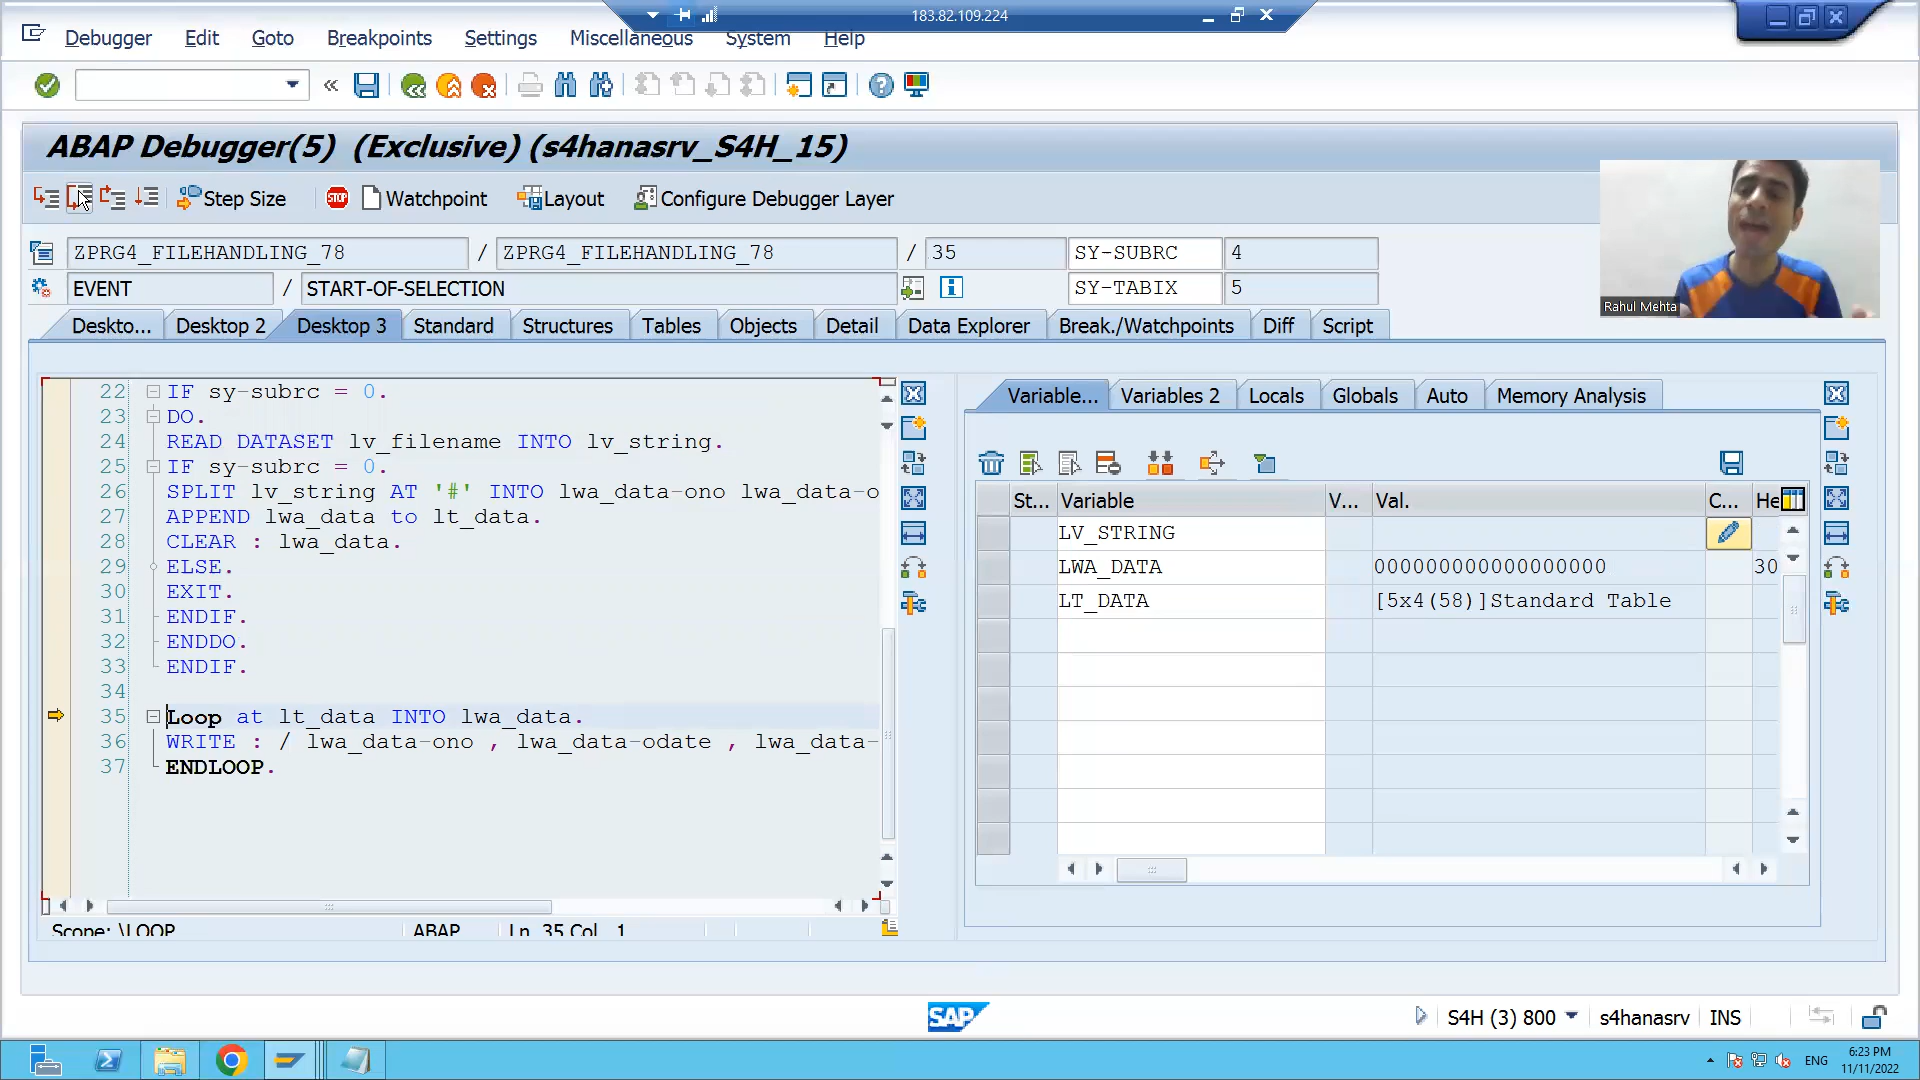 183.82.109.224
Debugger Edit Goto Breakpoints Settings Miscellaneous System Help
ABAP Debugger(5) (Exclusive) (s4hanasrv_S4H_15)
Step Size STOP Watchpoint Layout Configure Debugger Layer
ZPRG4_FILEHANDLING_78 / ZPRG4_FILEHANDLING_78 / 35 SY-SUBRC 4
EVENT / START-OF-SELECTION SY-TABIX 5
Rahul Mehta
Deskto... Desktop 2 Desktop 3 Standard Structures Tables Objects Detail Data Explorer Break./Watchpoints Diff Script
22 IF sy-subrc = 0.
23 DO.
24 READ DATASET lv_filename INTO lv_string.
25 IF sy-subrc = 0.
26 SPLIT lv_string AT '#' INTO lwa_data-ono lwa_data-o
27 APPEND lwa_data to lt_data.
28 CLEAR : lwa_data.
29 ELSE.
30 EXIT.
31 ENDIF.
32 ENDDO.
33 ENDIF.
34
35 Loop at lt_data INTO lwa_data.
36 WRITE : / lwa_data-ono , lwa_data-odate , lwa_data-
37 ENDLOOP.
Scope: \LOOP ABAP Ln 35 Col 1
Variable... Variables 2 Locals Globals Auto Memory Analysis
St... Variable V... Val. C... He
LV_STRING
LWA_DATA 000000000000000000 30
LT_DATA [5x4(58)]Standard Table
SAP
S4H (3) 800 s4hanasrv INS
ENG
6:23 PM
11/11/2022